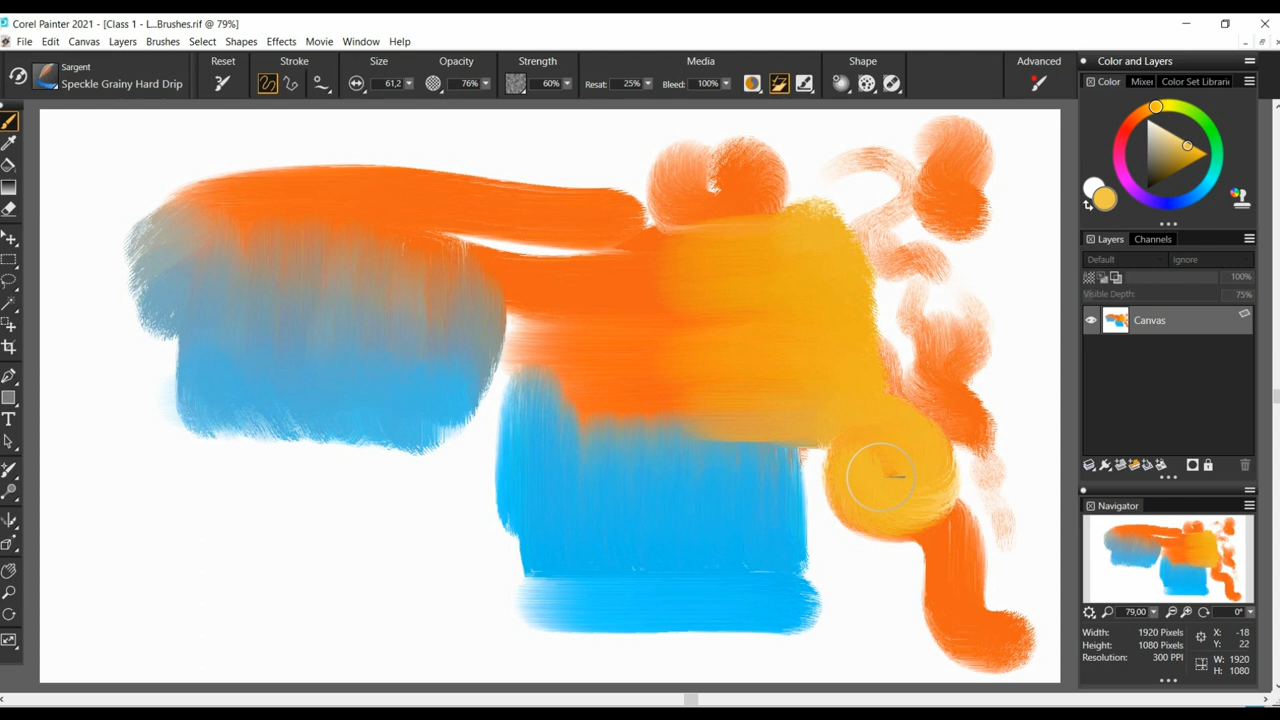 Corel Painter 2021 - [Class 1 - L...Brushes.rif @ 79%]
File Edit Canvas Layers Brushes Select Shapes Effects Movie Window Help
Sargent
Speckle Grainy Hard Drip
Reset Stroke Size Opacity Strength Media Shape Advanced
61,2 76% 60% Resat: 25% Bleed: 100%
Color and Layers
Color Mixer Color Set Librarie
Layers Channels
Default Ignore
100%
Visible Depth: 75%
Canvas
T
Navigator
79,00 0°
Width: 1920 Pixels X: -18
Height: 1080 Pixels Y: 22
Resolution: 300 PPI W: 1920
H: 1080